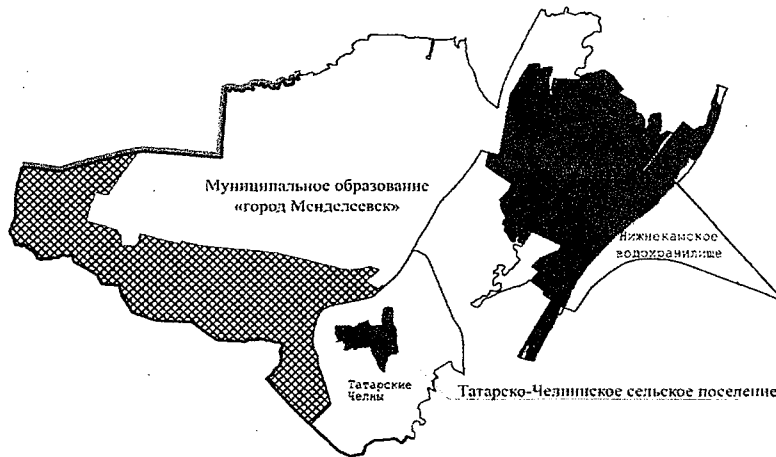 Муниципальное образование
«город Менделеевск»
Нижнекамское
водохранилище
Татарские
Челны
Татарско-Челнинское сельское поселение